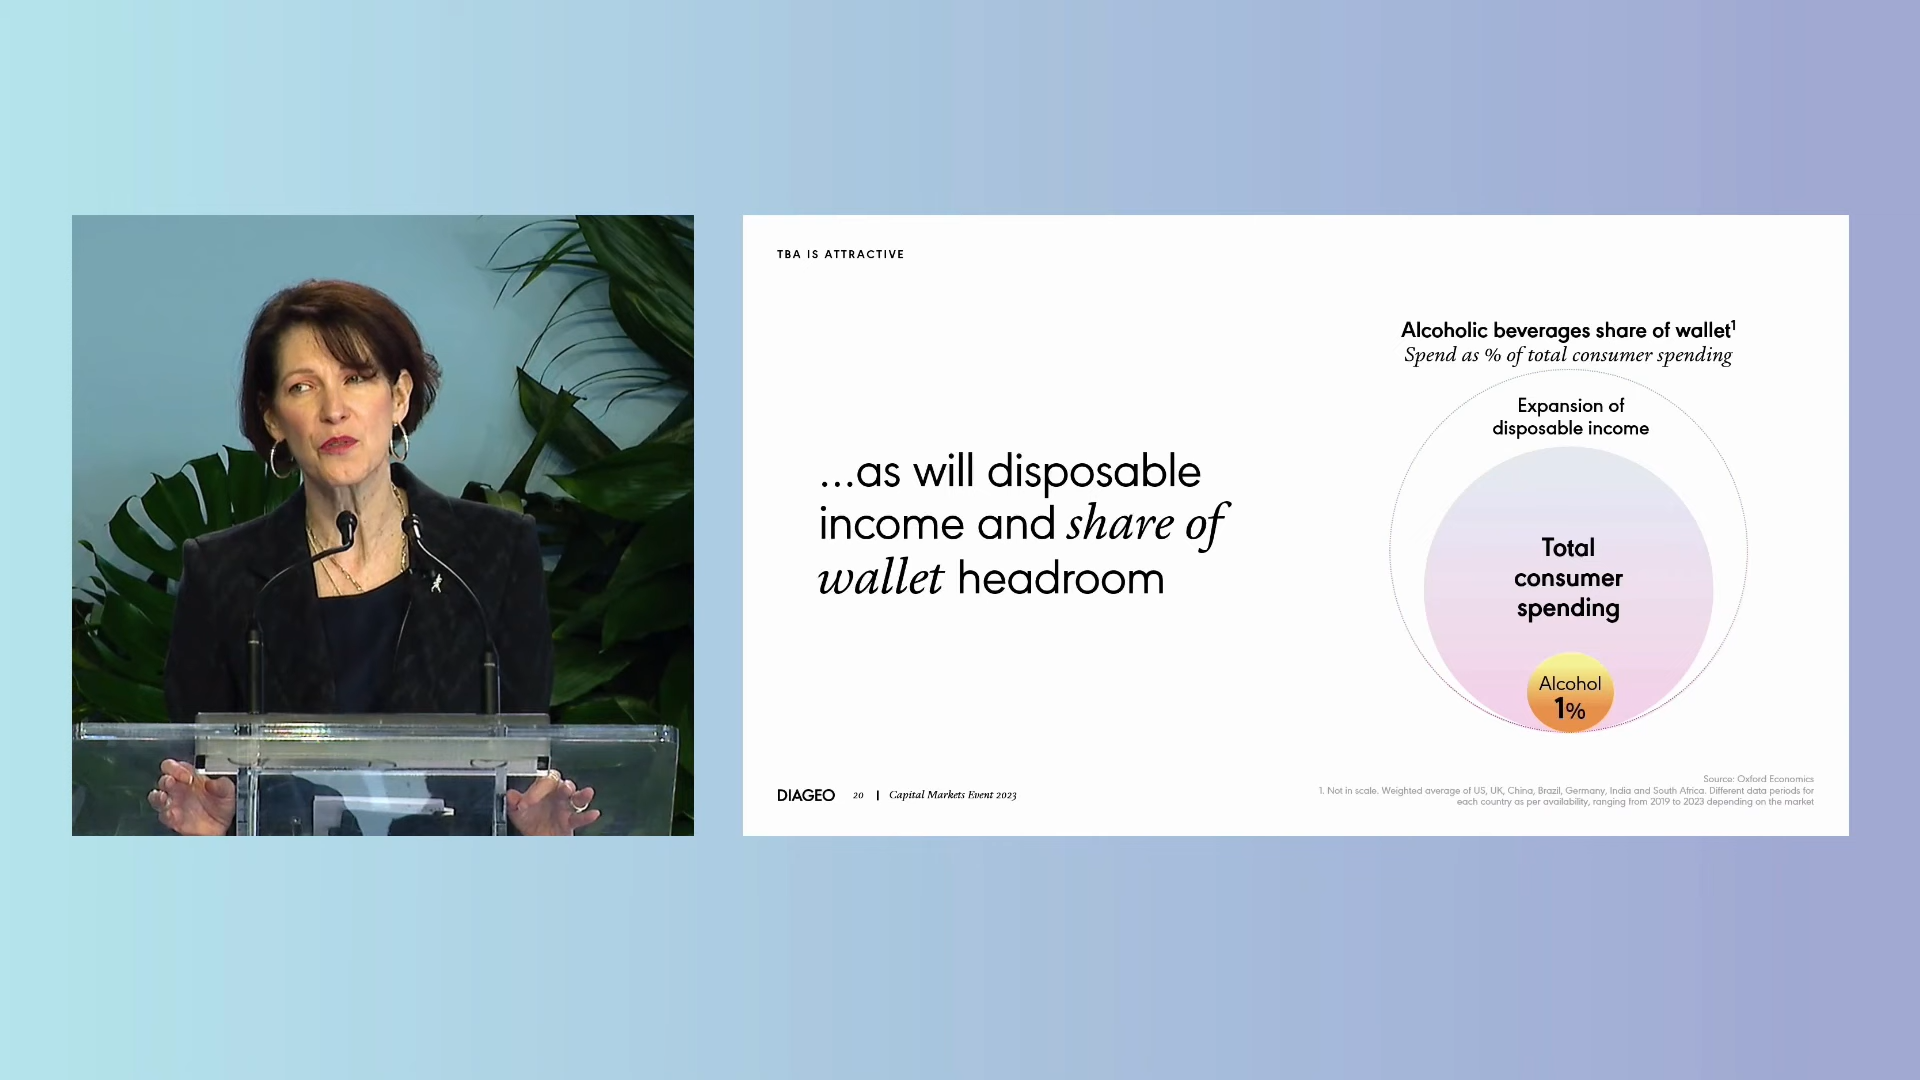 TBA IS ATTRACTIVE
...as will disposable
income and share of
wallet headroom
Alcoholic beverages share of wallet¹
Spend as % of total consumer spending
Expansion of
disposable income
Total
consumer
spending
Alcohol
1%
Source: Oxford Economics
1. Not in scale. Weighted average of US, UK, China, Brazil, Germany, India and South Africa. Different data periods for
each country as per availability, ranging from 2019 to 2023 depending on the market
DIAGEO 20 | Capital Markets Event 2023